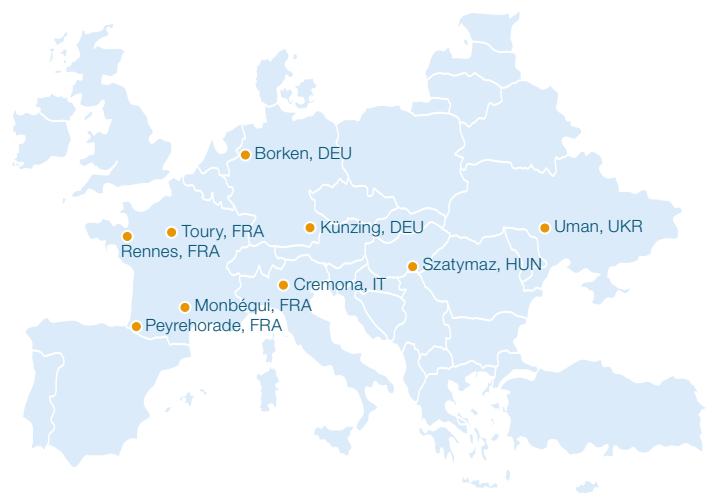 Borken, DEU
Künzing, DEU
Uman, UKR
Toury, FRA
Rennes, FRA
Szatymaz, HUN
Cremona, IT
Monbéqui, FRA
Peyrehorade, FRA